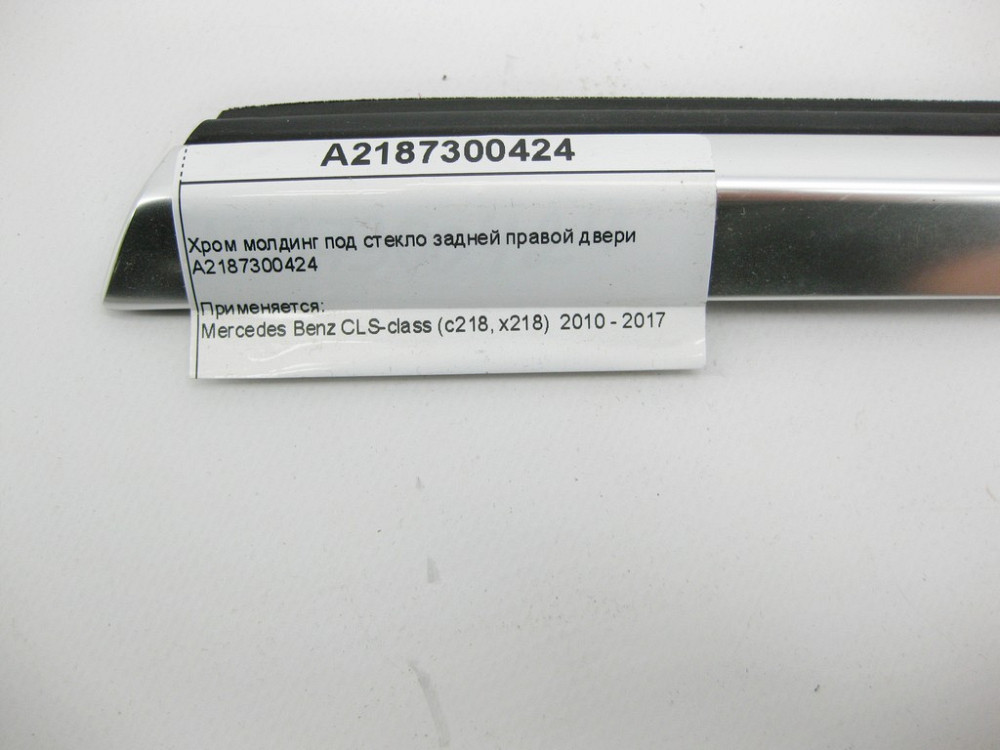 A2187300424
Хром молдинг под стекло задней правой двери
A2187300424
Применяется:
Mercedes Benz CLS-class (c218, x218) 2010 - 2017